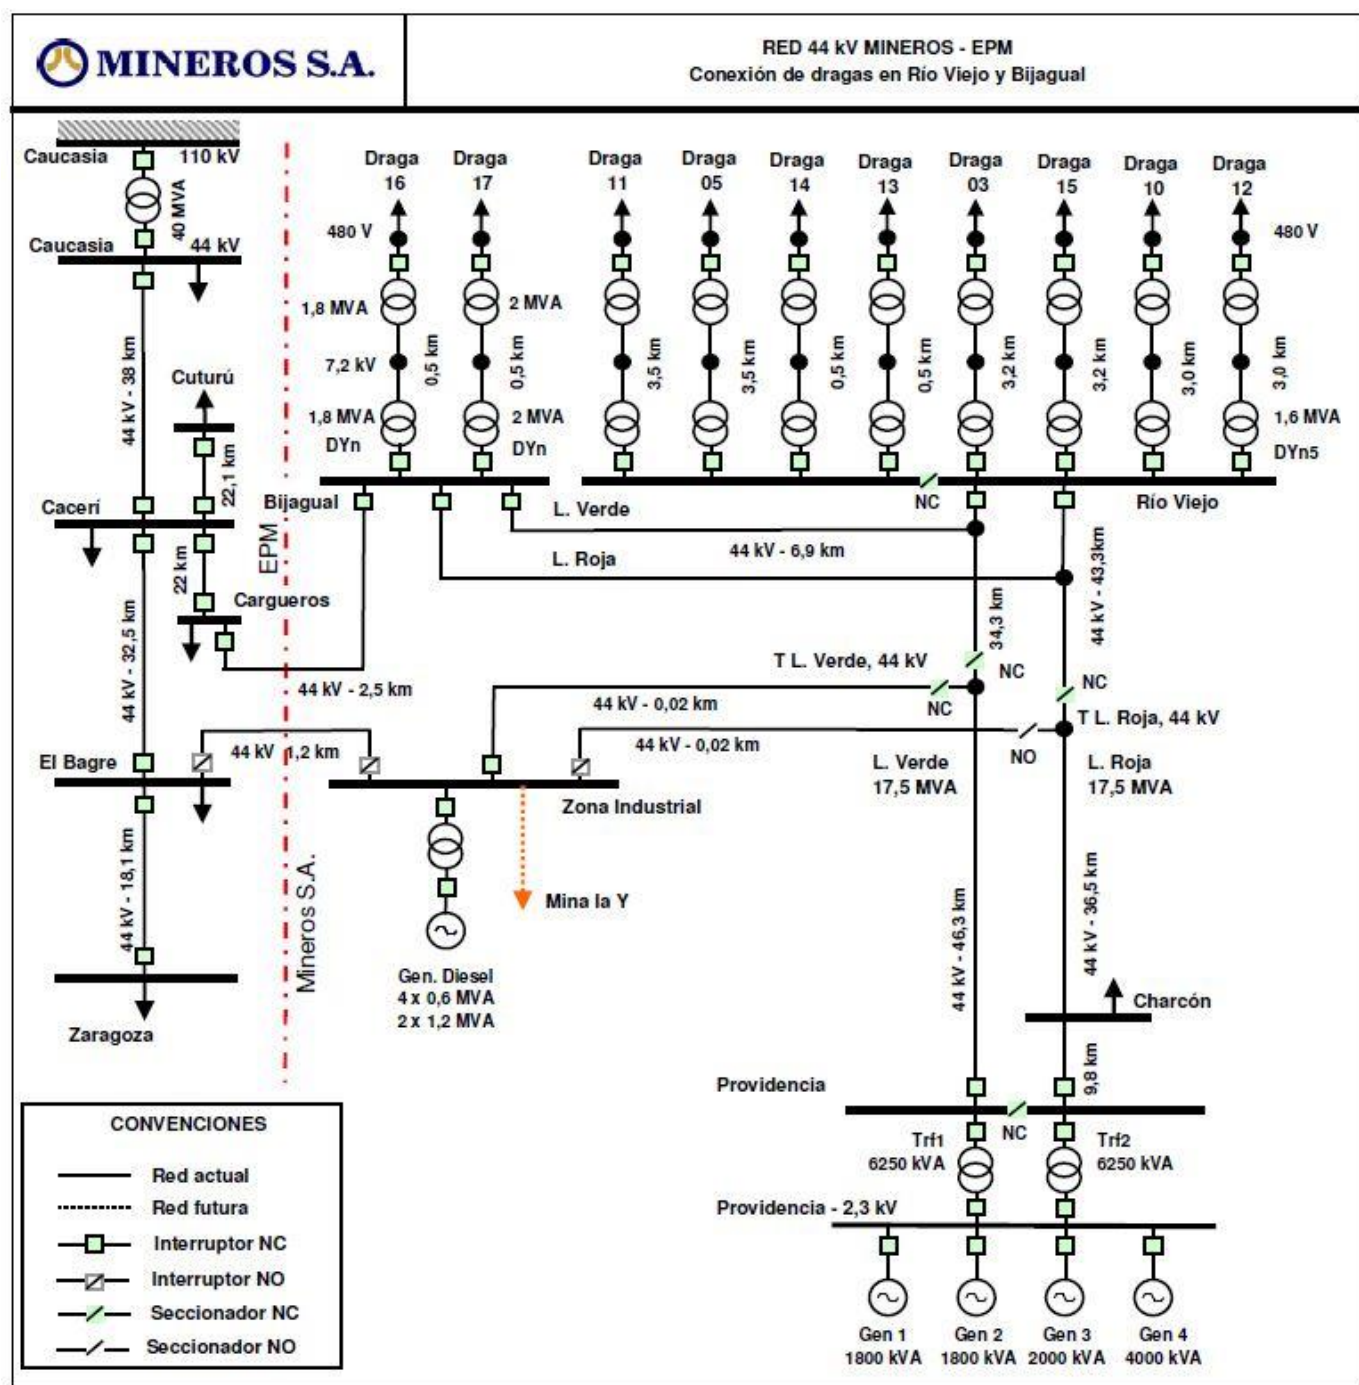 MINEROS S.A.
RED 44 kV MINEROS - EPM
Conexión de dragas en Río Viejo y Bijagual
Caucasia
110 kV
40 MVA
Caucasia
44 kV
44 kV - 38 km
Cuturú
22,1 km
Cacerí
22 km
Cargueros
44 kV - 32,5 km
El Bagre
44 kV - 18,1 km
Zaragoza
EPM
Mineros S.A.
Draga
16
Draga
17
Draga
11
Draga
05
Draga
14
Draga
13
Draga
03
Draga
15
Draga
10
Draga
12
480 V
480 V
1,8 MVA
2 MVA
7,2 kV
0,5 km
0,5 km
3,5 km
3,5 km
0,5 km
0,5 km
3,2 km
3,2 km
3,0 km
3,0 km
1,8 MVA
DYn
2 MVA
DYn
1,6 MVA
DYn5
Bijagual
L. Verde
NC
Río Viejo
44 kV - 6,9 km
L. Roja
34,3 km
44 kV - 43,3km
T L. Verde, 44 kV
NC
NC
44 kV - 2,5 km
44 kV - 0,02 km
NC
T L. Roja, 44 kV
44 kV 1,2 km
44 kV - 0,02 km
NO
L. Verde
17,5 MVA
L. Roja
17,5 MVA
Zona Industrial
Mina la Y
Gen. Diesel
4 x 0,6 MVA
2 x 1,2 MVA
44 kV - 46,3 km
44 kV - 36,5 km
Charcón
9,8 km
Providencia
NC
Trf1
6250 kVA
Trf2
6250 kVA
Providencia - 2,3 kV
Gen 1
1800 kVA
Gen 2
1800 kVA
Gen 3
2000 kVA
Gen 4
4000 kVA
CONVENCIONES
Red actual
Red futura
Interruptor NC
Interruptor NO
Seccionador NC
Seccionador NO